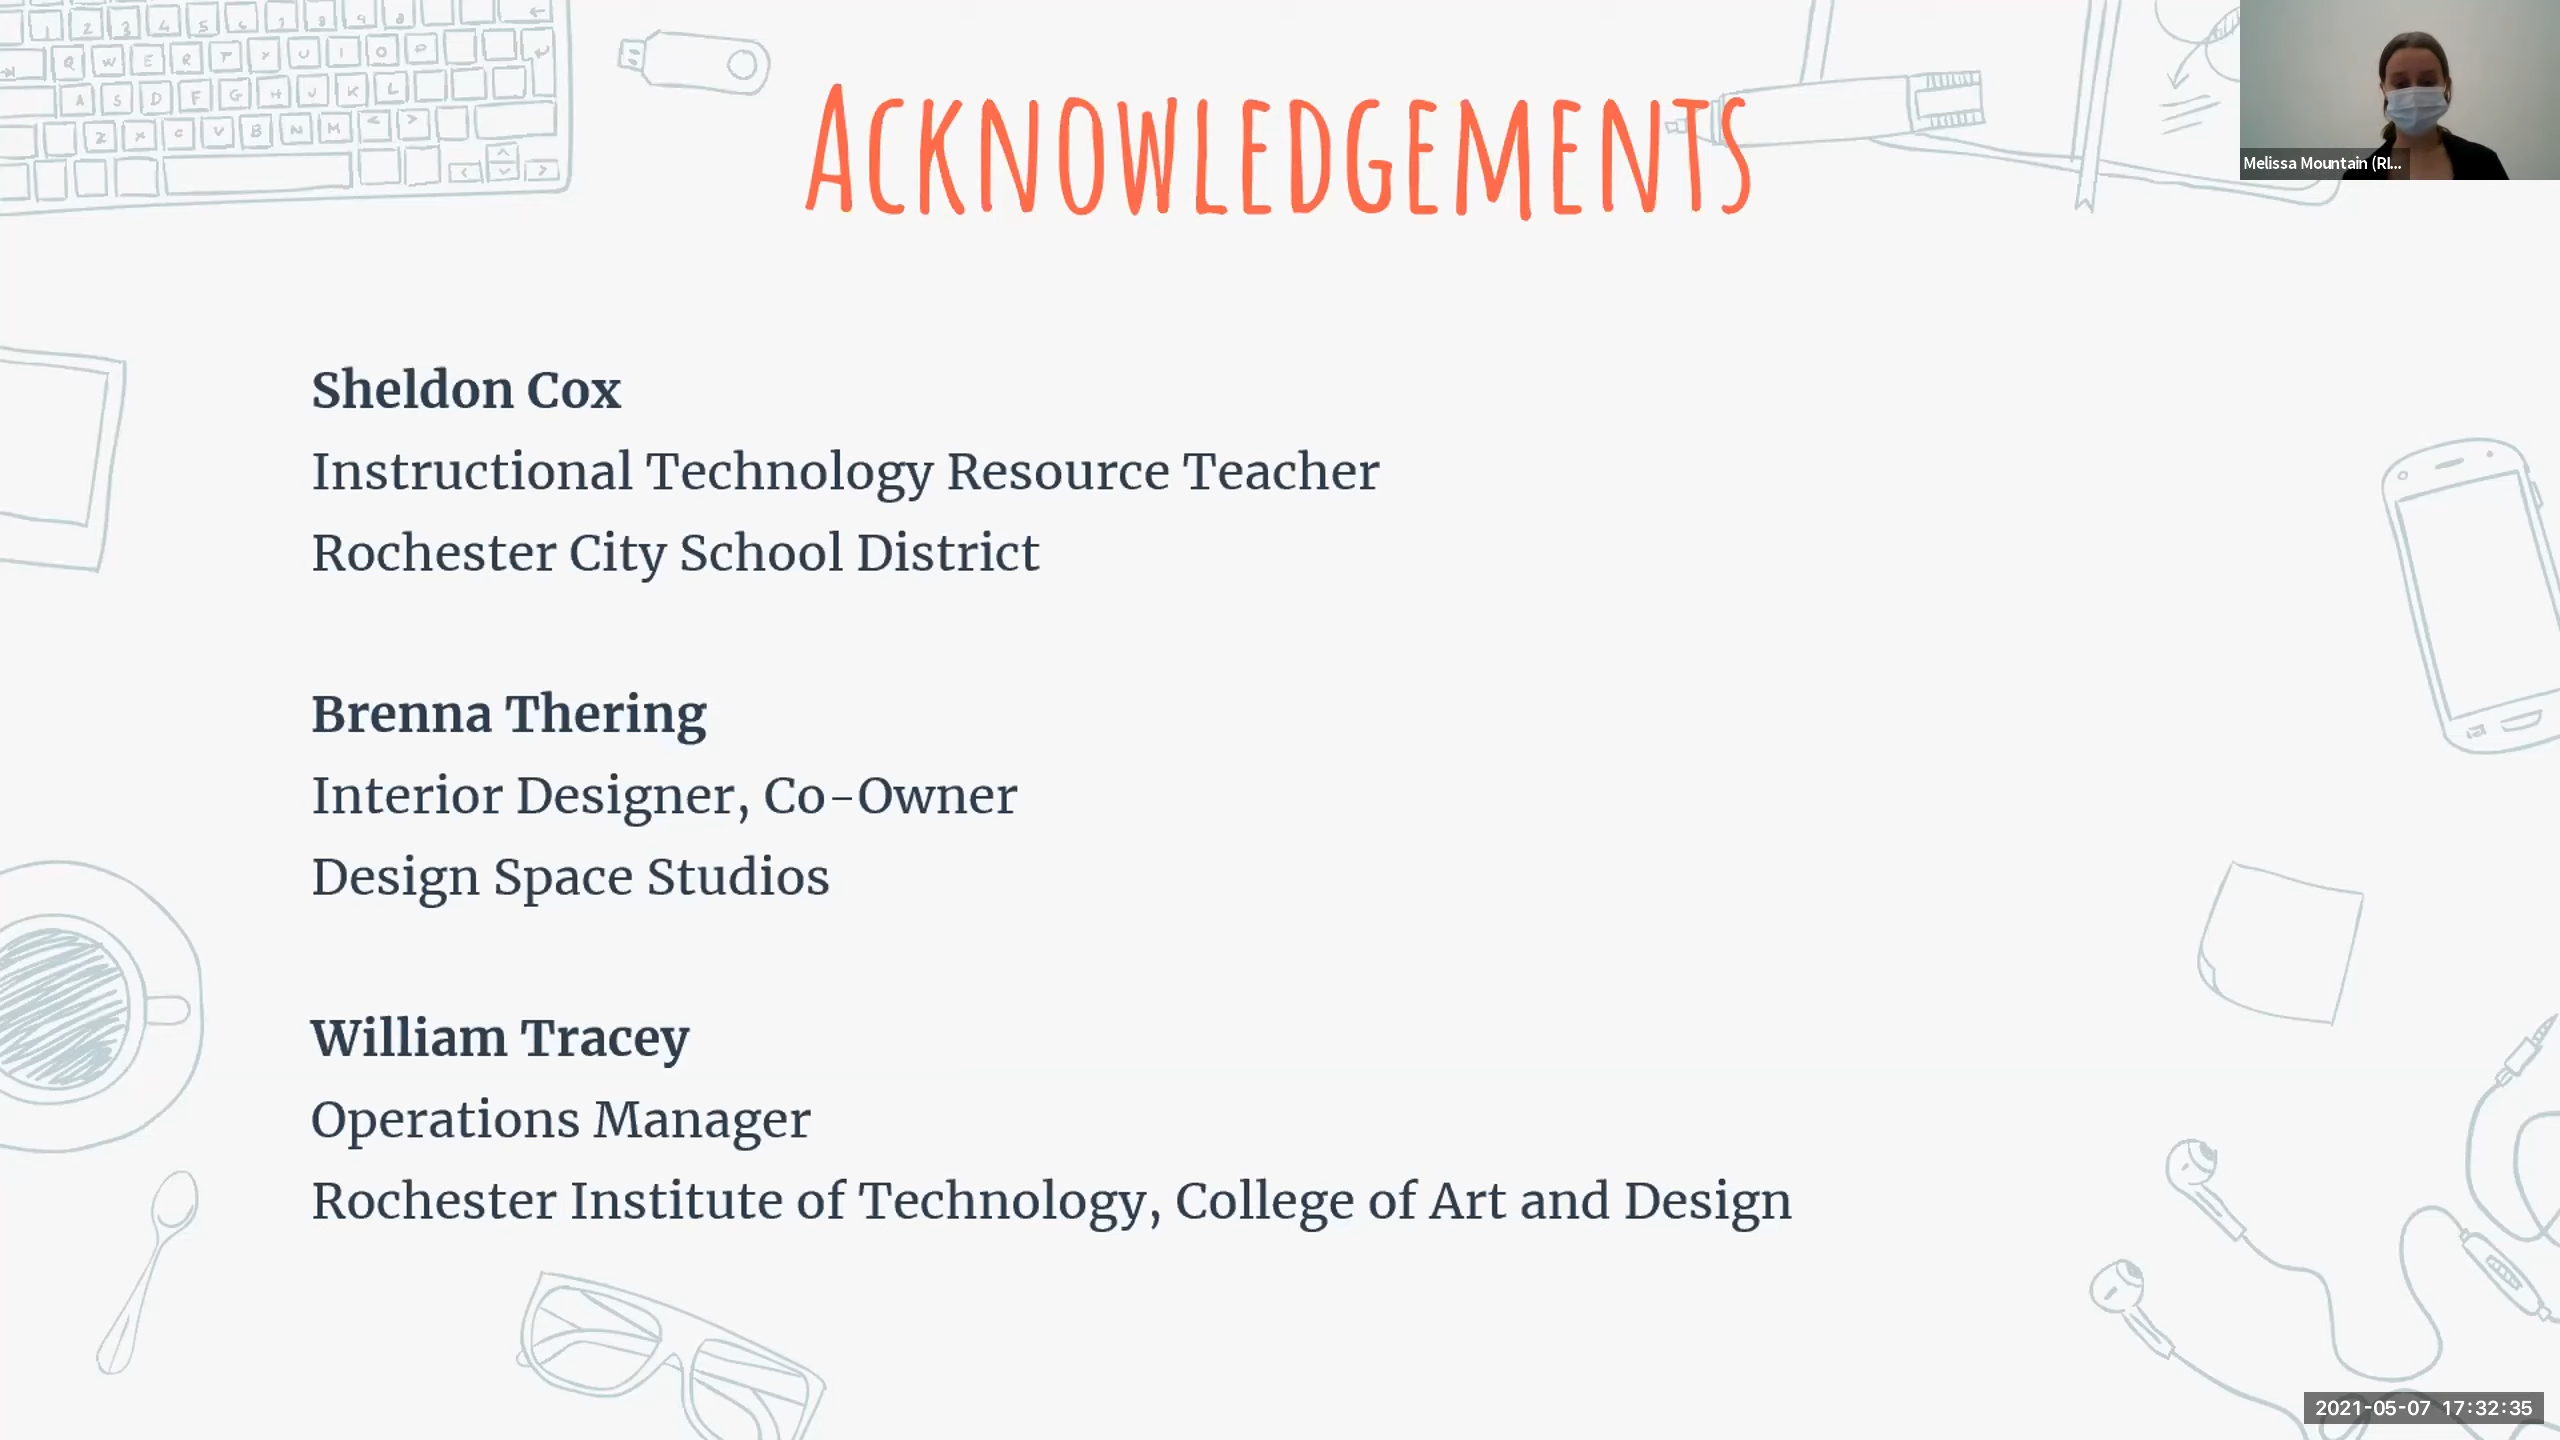 Acknowledgements
Melissa Mountain (RI...
Sheldon Cox
Instructional Technology Resource Teacher
Rochester City School District
Brenna Thering
Interior Designer, Co-Owner
Design Space Studios
William Tracey
Operations Manager
Rochester Institute of Technology, College of Art and Design
2021-05-07 17:32:35